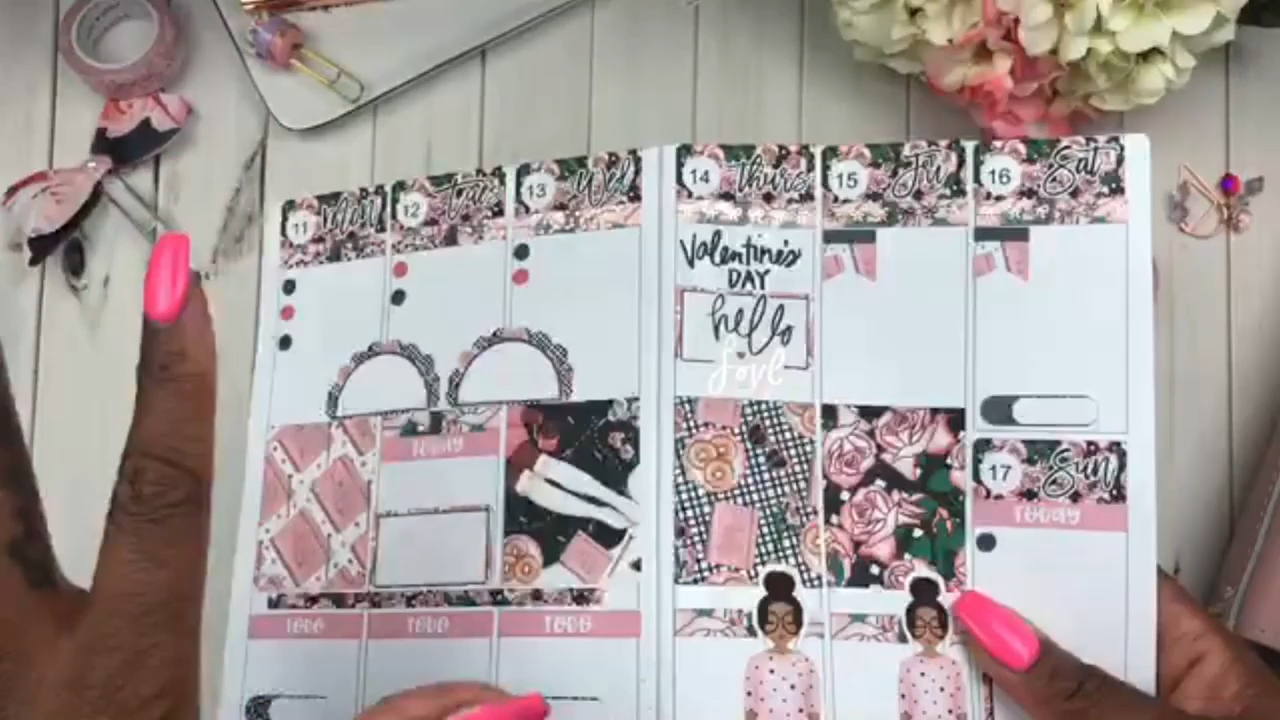 11 Mon
12 Tue
13 Wed
14 Thurs
15 Fri
16 Sat
Valentine's
DAY
hello
love
TODAY
17 Sun
TODAY
TODO
TODO
TODO